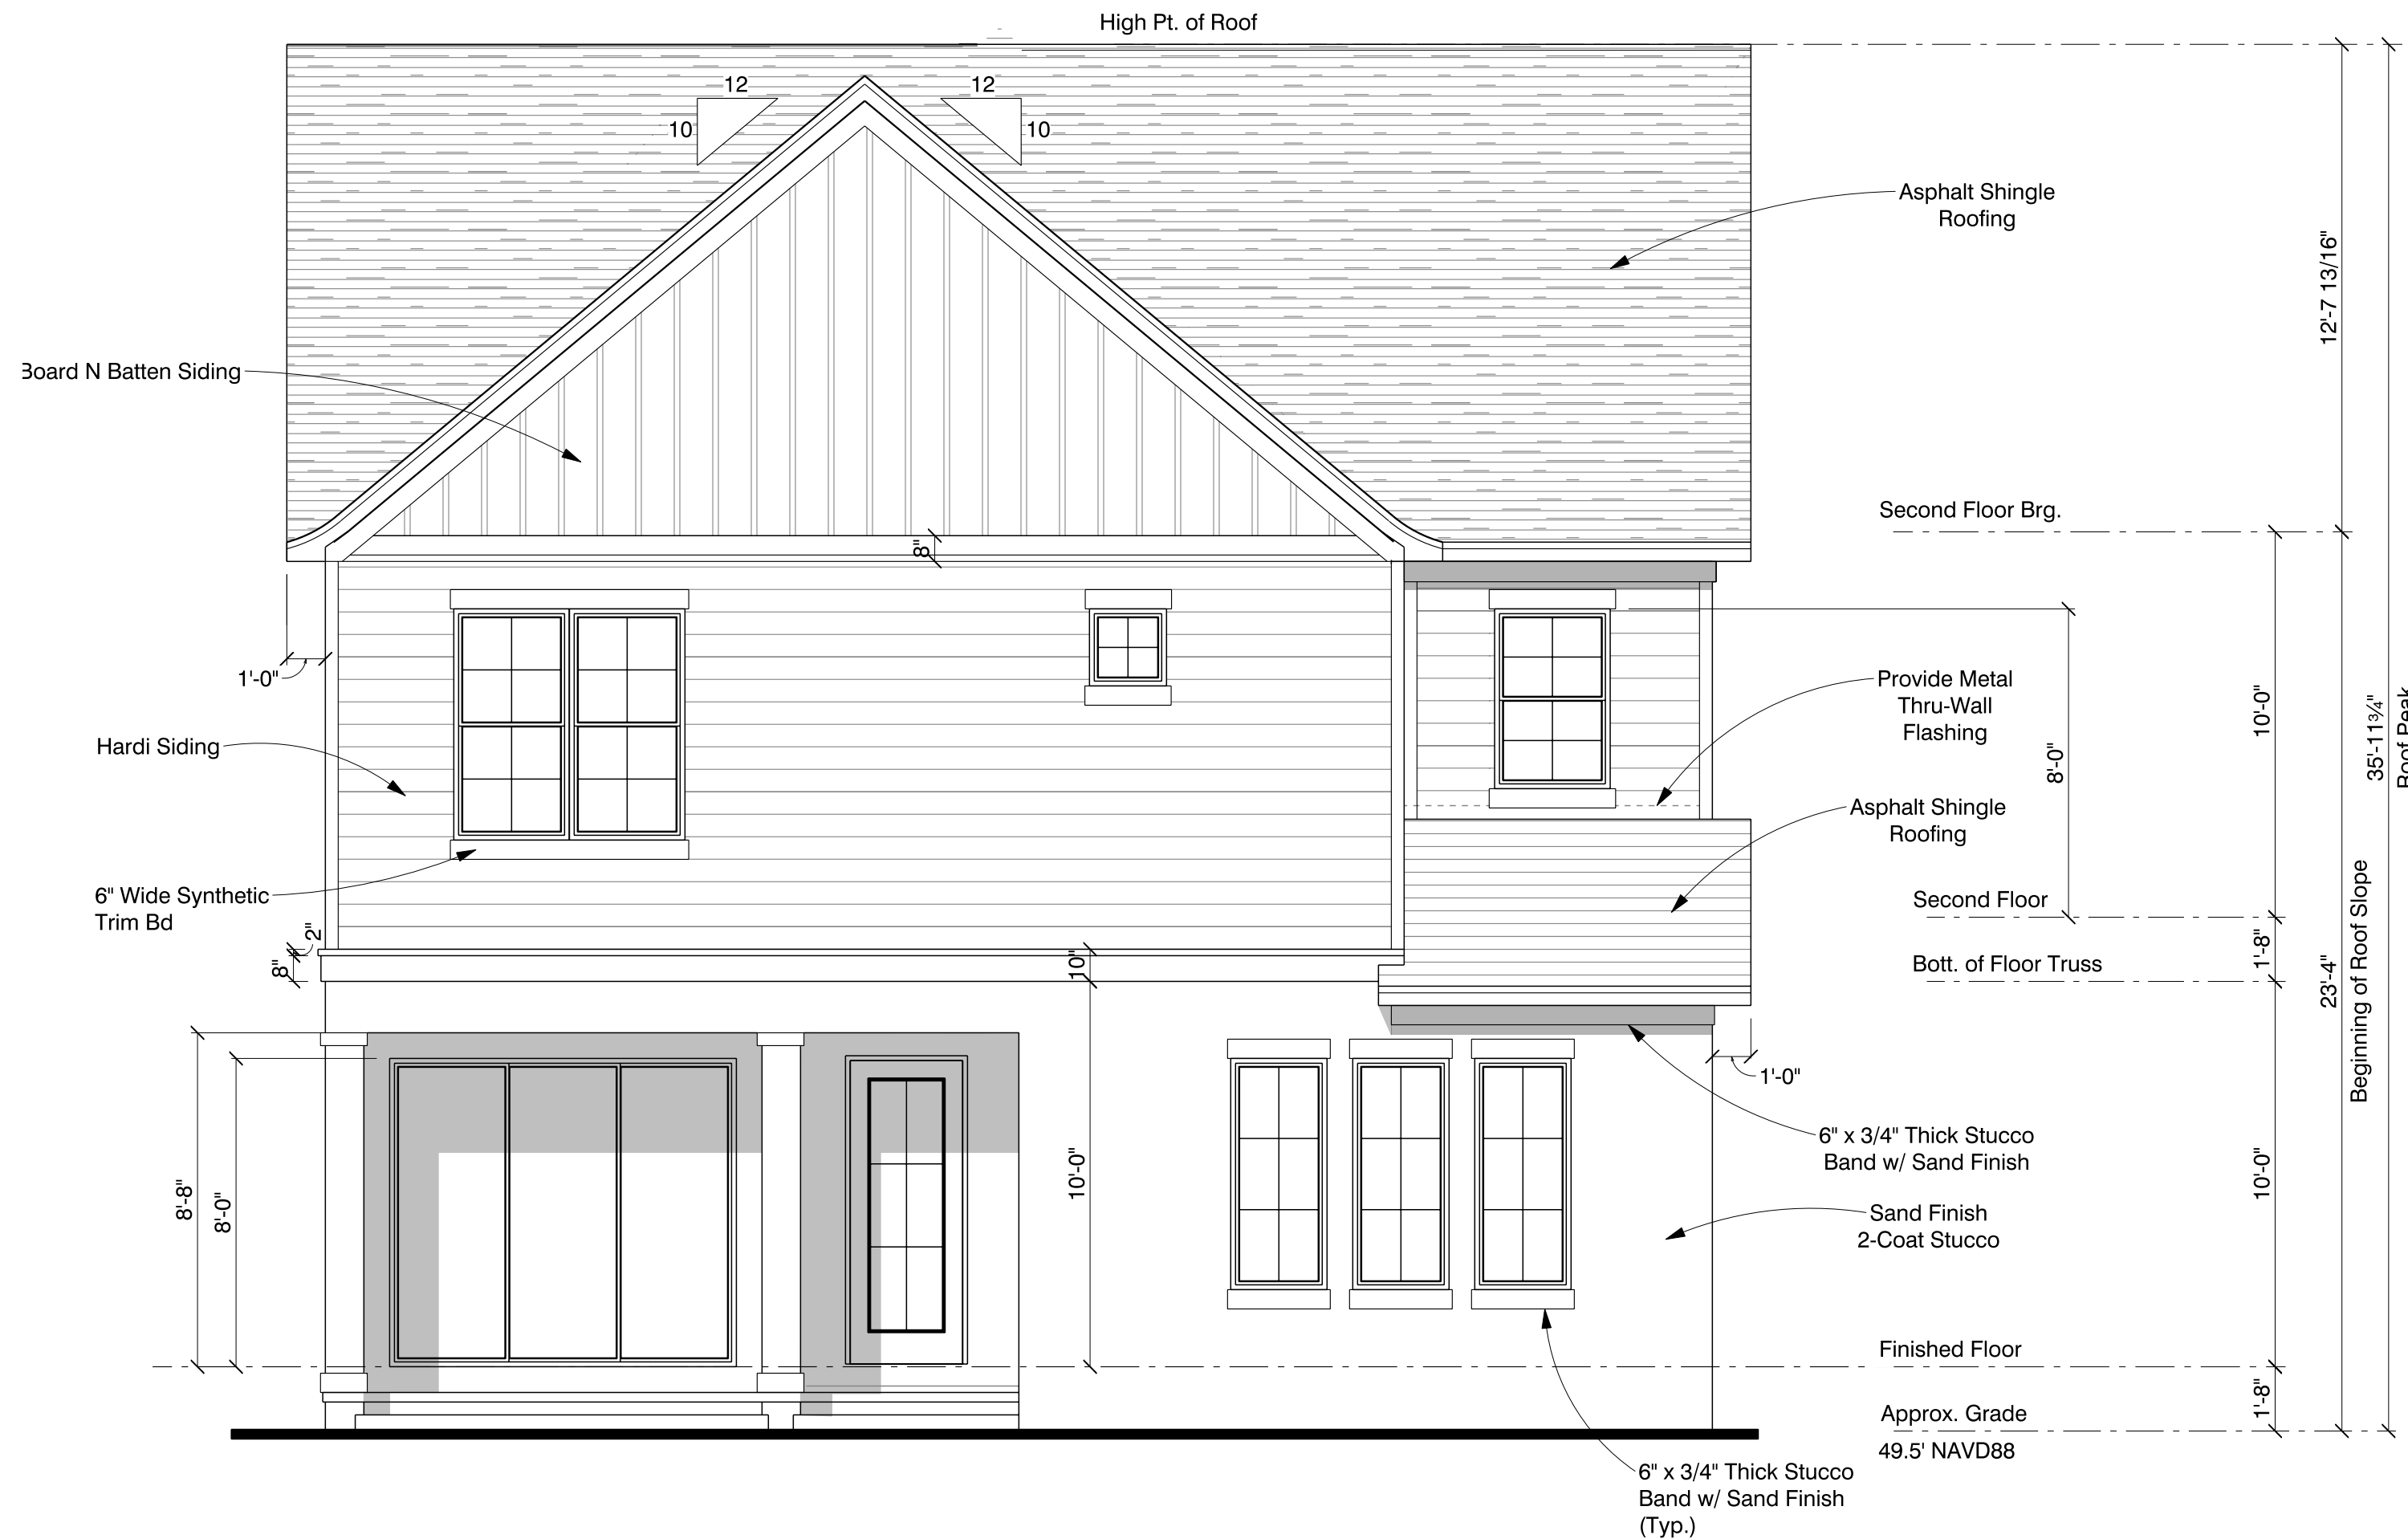 High Pt. of Roof
12
12
10
10
Asphalt Shingle
Roofing
12'-7 13/16"
Board N Batten Siding
Second Floor Brg.
8"
1'-0"
Provide Metal
Thru-Wall
Flashing
10'-0"
35'-11¾"
Roof Peak
Hardi Siding
8'-0"
Asphalt Shingle
Roofing
6" Wide Synthetic
Trim Bd
Second Floor
2"
8"
10"
1'-8"
Bott. of Floor Truss
23'-4"
Beginning of Roof Slope
1'-0"
6" x 3/4" Thick Stucco
Band w/ Sand Finish
8'-8"
8'-0"
10'-0"
10'-0"
Sand Finish
2-Coat Stucco
Finished Floor
1'-8"
Approx. Grade
49.5' NAVD88
6" x 3/4" Thick Stucco
Band w/ Sand Finish
(Typ.)